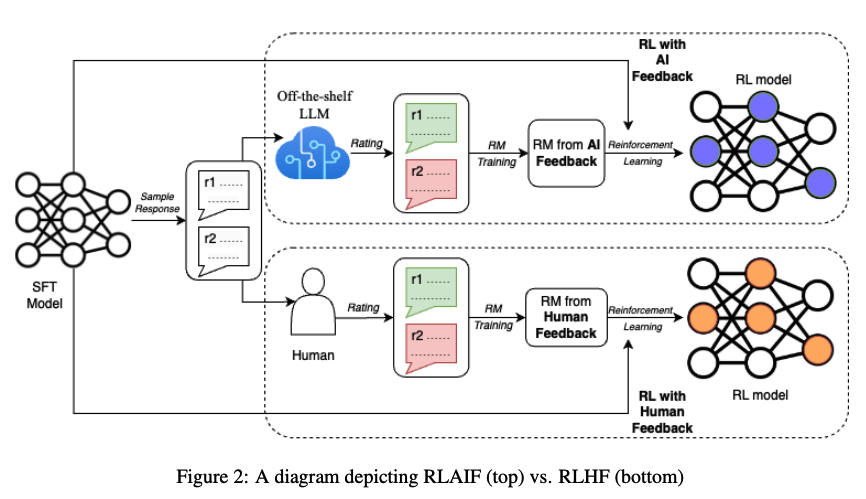 RL with
AI
Feedback
RL model
Off-the-shelf
LLM
Rating
r1 ......
.............
r2 ......
.............
RM
Training
RM from AI
Feedback
Reinforcement
Learning
SFT
Model
Sample
Response
r1 ......
.............
r2 ......
.............
Human
Rating
r1 ......
.............
r2 ......
.............
RM
Training
RM from
Human
Feedback
Reinforcement
Learning
RL model
RL with
Human
Feedback
Figure 2: A diagram depicting RLAIF (top) vs. RLHF (bottom)